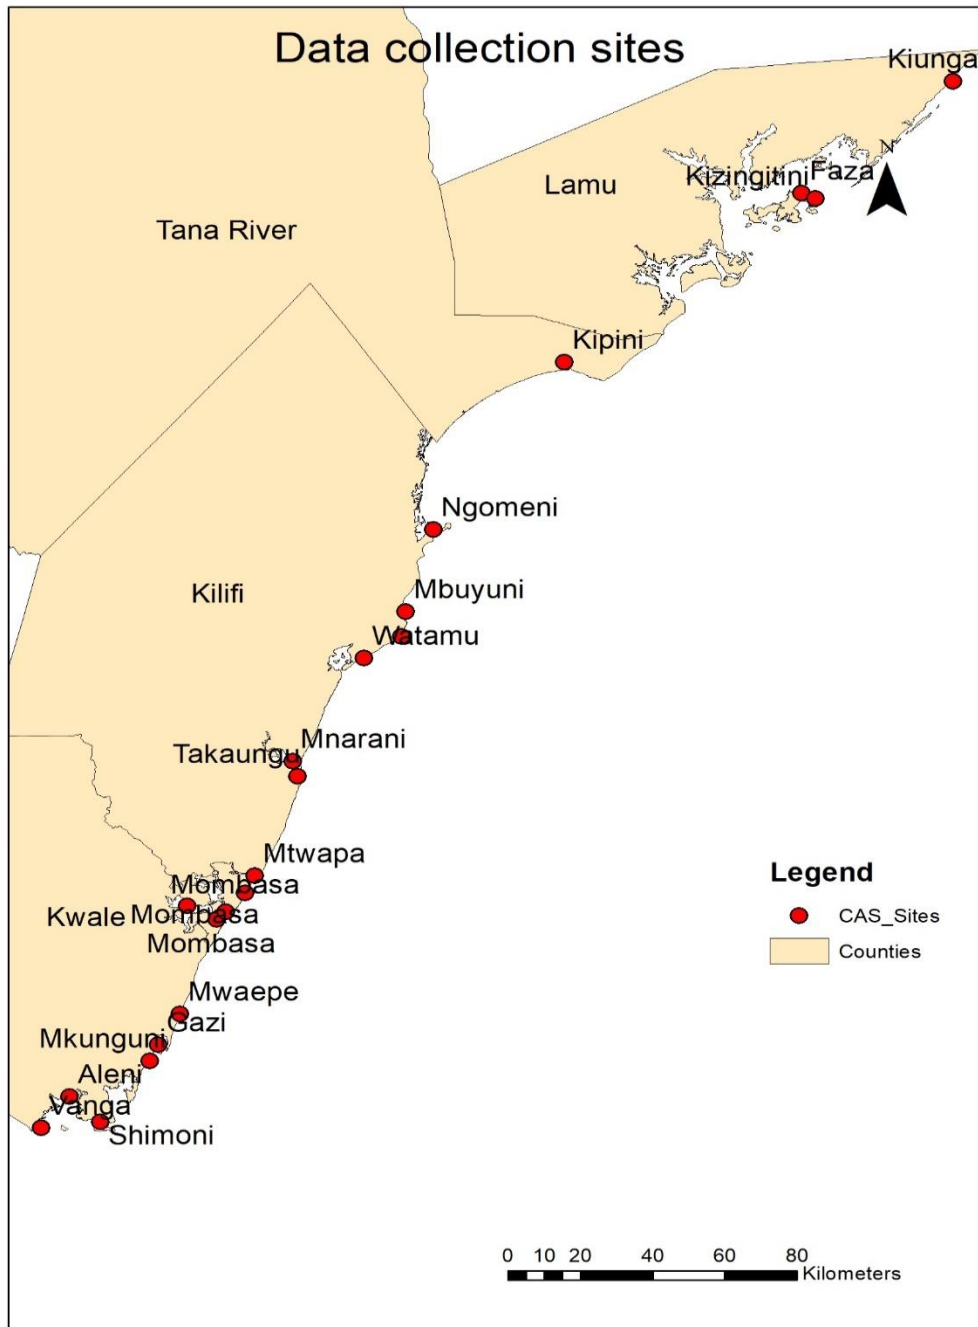 Data collection sites
Kiunga
N
Kizingitini
Faza
Lamu
Tana River
Kipini
Ngomeni
Mbuyuni
Kilifi
Watamu
Mnarani
Takaungu
Mtwapa
Mombasa
Kwale
Mombasa
Mombasa
Mwaepe
Gazi
Mkunguni
Aleni
Vanga
Shimoni
Legend
CAS_Sites
Counties
0 10 20 40 60 80
Kilometers